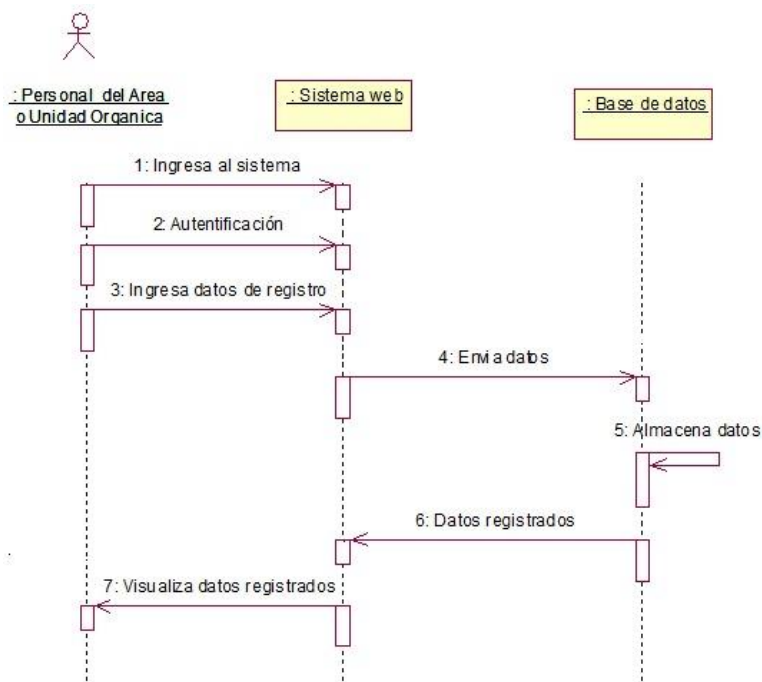 : Personal del Area
o Unidad Organica
: Sistema web
: Base de datos
1: Ingresa al sistema
2: Autentificación
3: Ingresa datos de registro
4: Envia datos
5: Almacena datos
6: Datos registrados
7: Visualiza datos registrados